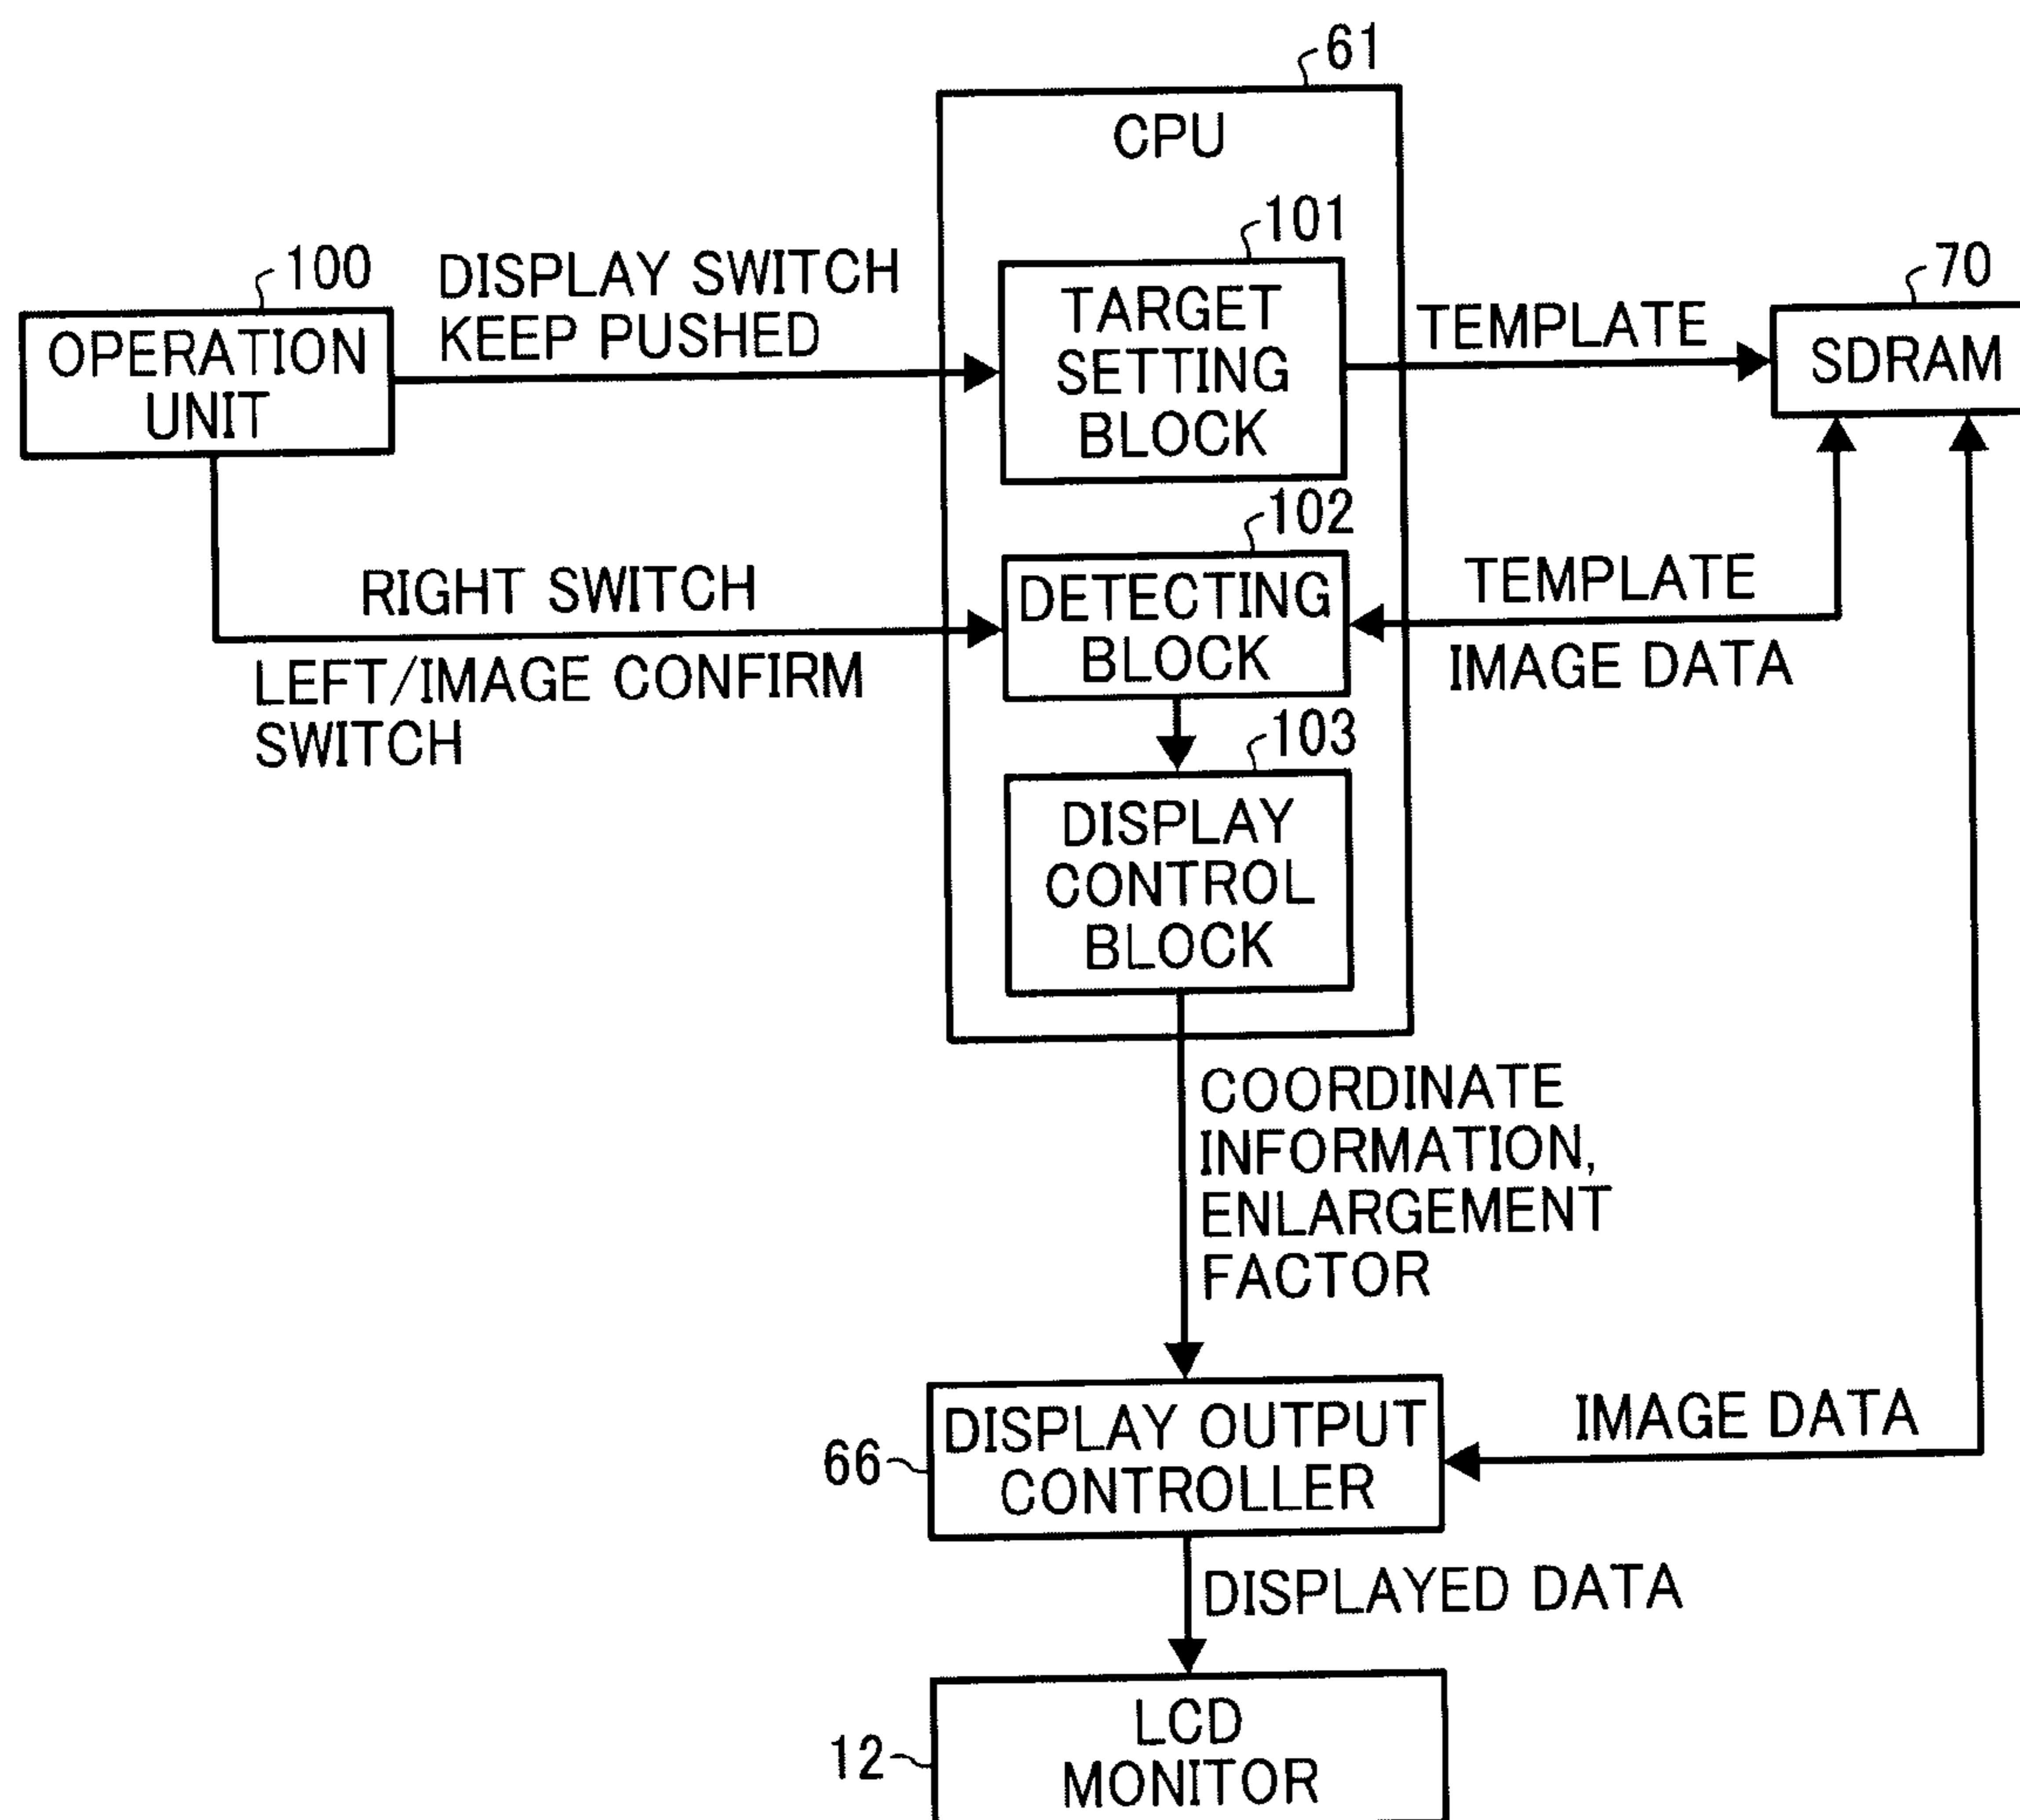 61
CPU
101
100
DISPLAY SWITCH
KEEP PUSHED
OPERATION
UNIT
TARGET
SETTING
BLOCK
TEMPLATE
70
SDRAM
102
RIGHT SWITCH
LEFT/IMAGE CONFIRM
SWITCH
DETECTING
BLOCK
TEMPLATE
IMAGE DATA
103
DISPLAY
CONTROL
BLOCK
COORDINATE
INFORMATION,
ENLARGEMENT
FACTOR
66
DISPLAY OUTPUT
CONTROLLER
IMAGE DATA
DISPLAYED DATA
12
LCD
MONITOR